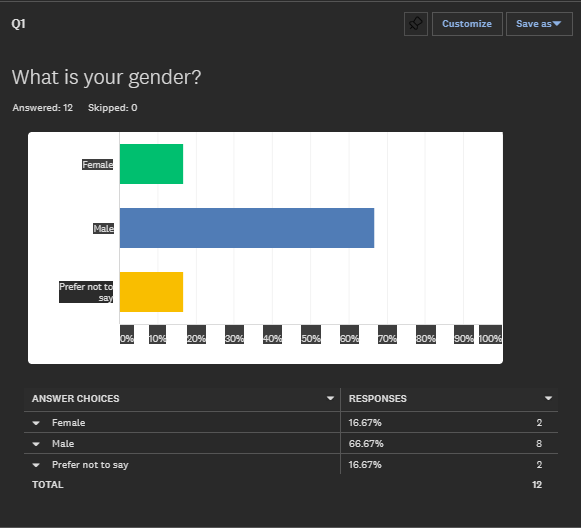 Q1
Customize
Save as
What is your gender?
Answered: 12 Skipped: 0
Female
Male
Prefer not to
say
0% 10% 20% 30% 40% 50% 60% 70% 80% 90% 100%
ANSWER CHOICES RESPONSES
Female 16.67% 2
Male 66.67% 8
Prefer not to say 16.67% 2
TOTAL 12